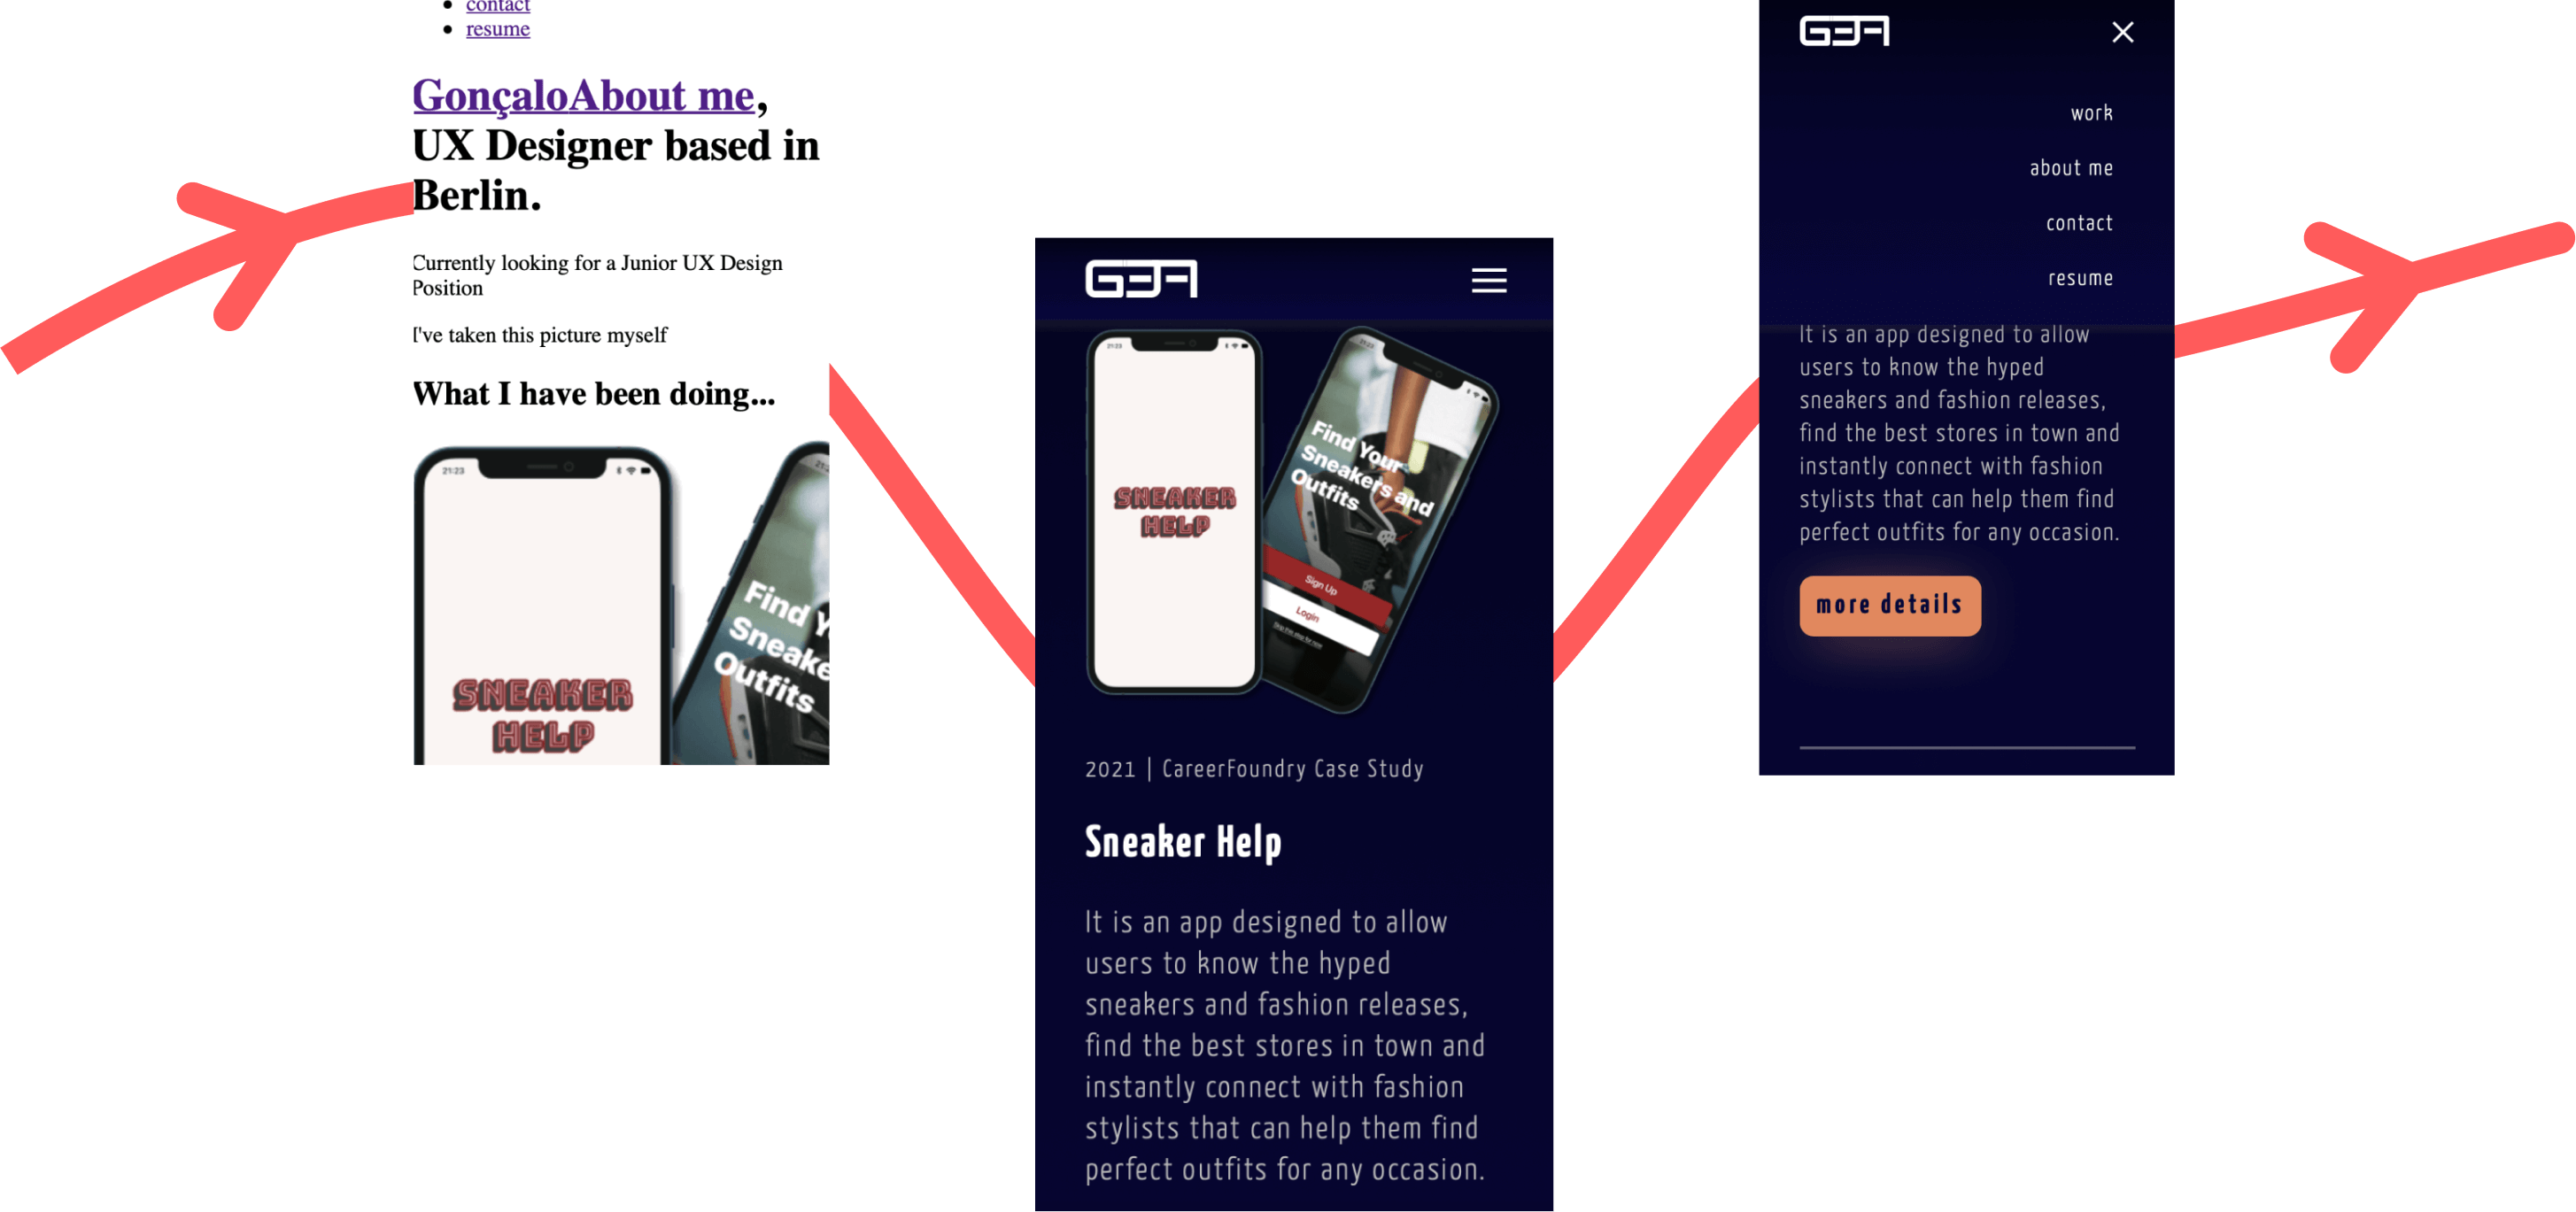 contact
resume
GonçaloAbout me,
UX Designer based in
Berlin.
Currently looking for a Junior UX Design
Position
I've taken this picture myself
What I have been doing...
21:23
SNEAKER
HELP
Find Y
Sneake
Outfits
21:23
SNEAKER
HELP
21:23
Find Your
Sneakers and
Outfits
Sign Up
Login
Skip this step for now
2021 | CareerFoundry Case Study
Sneaker Help
It is an app designed to allow
users to know the hyped
sneakers and fashion releases,
find the best stores in town and
instantly connect with fashion
stylists that can help them find
perfect outfits for any occasion.
work
about me
contact
resume
It is an app designed to allow
users to know the hyped
sneakers and fashion releases,
find the best stores in town and
instantly connect with fashion
stylists that can help them find
perfect outfits for any occasion.
more details